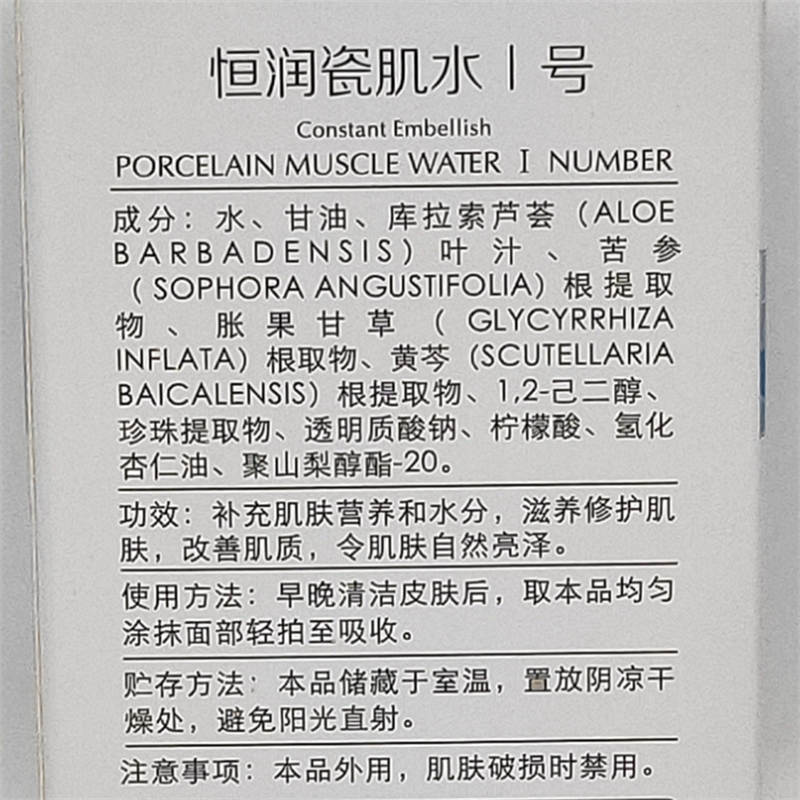 恒润瓷肌水 I 号
Constant Embellish
PORCELAIN MUSCLE WATER I NUMBER
成分：水、甘油、库拉索芦荟（ALOE
BARBADENSIS）叶汁、苦参
（SOPHORA ANGUSTIFOLIA）根提取
物、胀果甘草（GLYCYRRHIZA
INFLATA）根取物、黄芩（SCUTELLARIA
BAICALENSIS）根提取物、1,2-己二醇、
珍珠提取物、透明质酸钠、柠檬酸、氢化
杏仁油、聚山梨醇酯-20。
功效：补充肌肤营养和水分，滋养修护肌
肤，改善肌质，令肌肤自然亮泽。
使用方法：早晚清洁皮肤后，取本品均匀
涂抹面部轻拍至吸收。
贮存方法：本品储藏于室温，置放阴凉干
燥处，避免阳光直射。
注意事项：本品外用，肌肤破损时禁用。